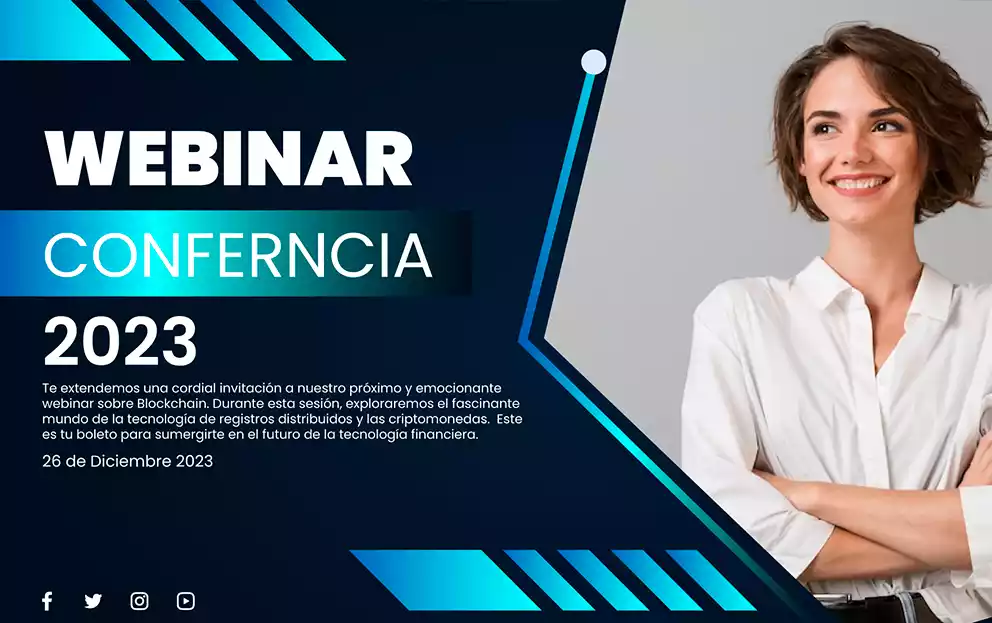 WEBINAR
CONFERNCIA
2023
Te extendemos una cordial invitación a nuestro próximo y emocionante
webinar sobre Blockchain. Durante esta sesión, exploraremos el fascinante
mundo de la tecnología de registros distribuidos y las criptomonedas.  Este
es tu boleto para sumergirte en el futuro de la tecnología financiera.
26 de Diciembre 2023